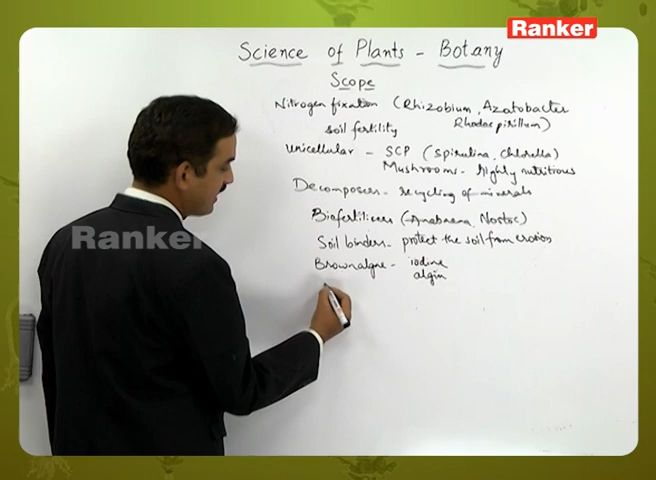 Ranker
Science of Plants - Botany
Scope
Nitrogen fixation (Rhizobium, Azatobacter
Rhodospirillum)
soil fertility
Unicellular - SCP (Spirulina, Chlorella)
Mushrooms - highly nutritious
Decomposers - recycling of minerals
Biofertilizers (Anabaena, Nostoc)
Soil binders - protect the soil from erosion
Ranker
Brown algae - iodine
algin
Ranker